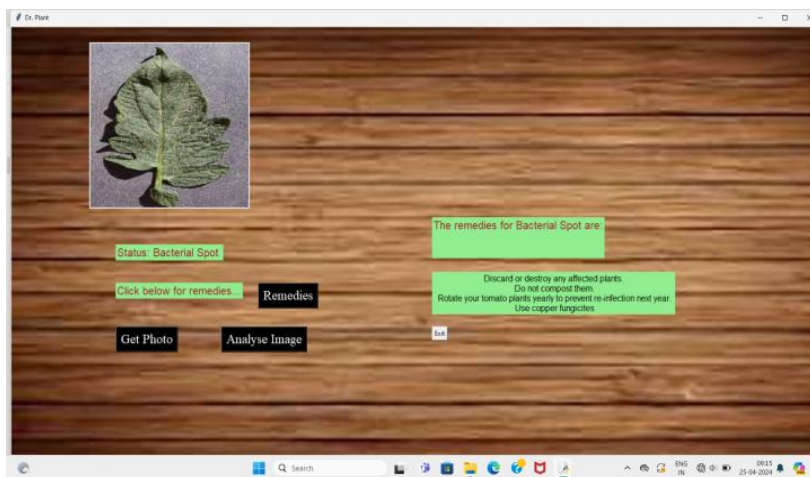 Dr. Plant
The remedies for Bacterial Spot are:
Status: Bacterial Spot
Click below for remedies...
Remedies
Discard or destroy any affected plants.
Do not compost them.
Rotate your tomato plants yearly to prevent re-infection next year.
Use copper fungicites
Get Photo
Analyse Image
Exit
Search
ENG
IN
09:15
25-04-2024